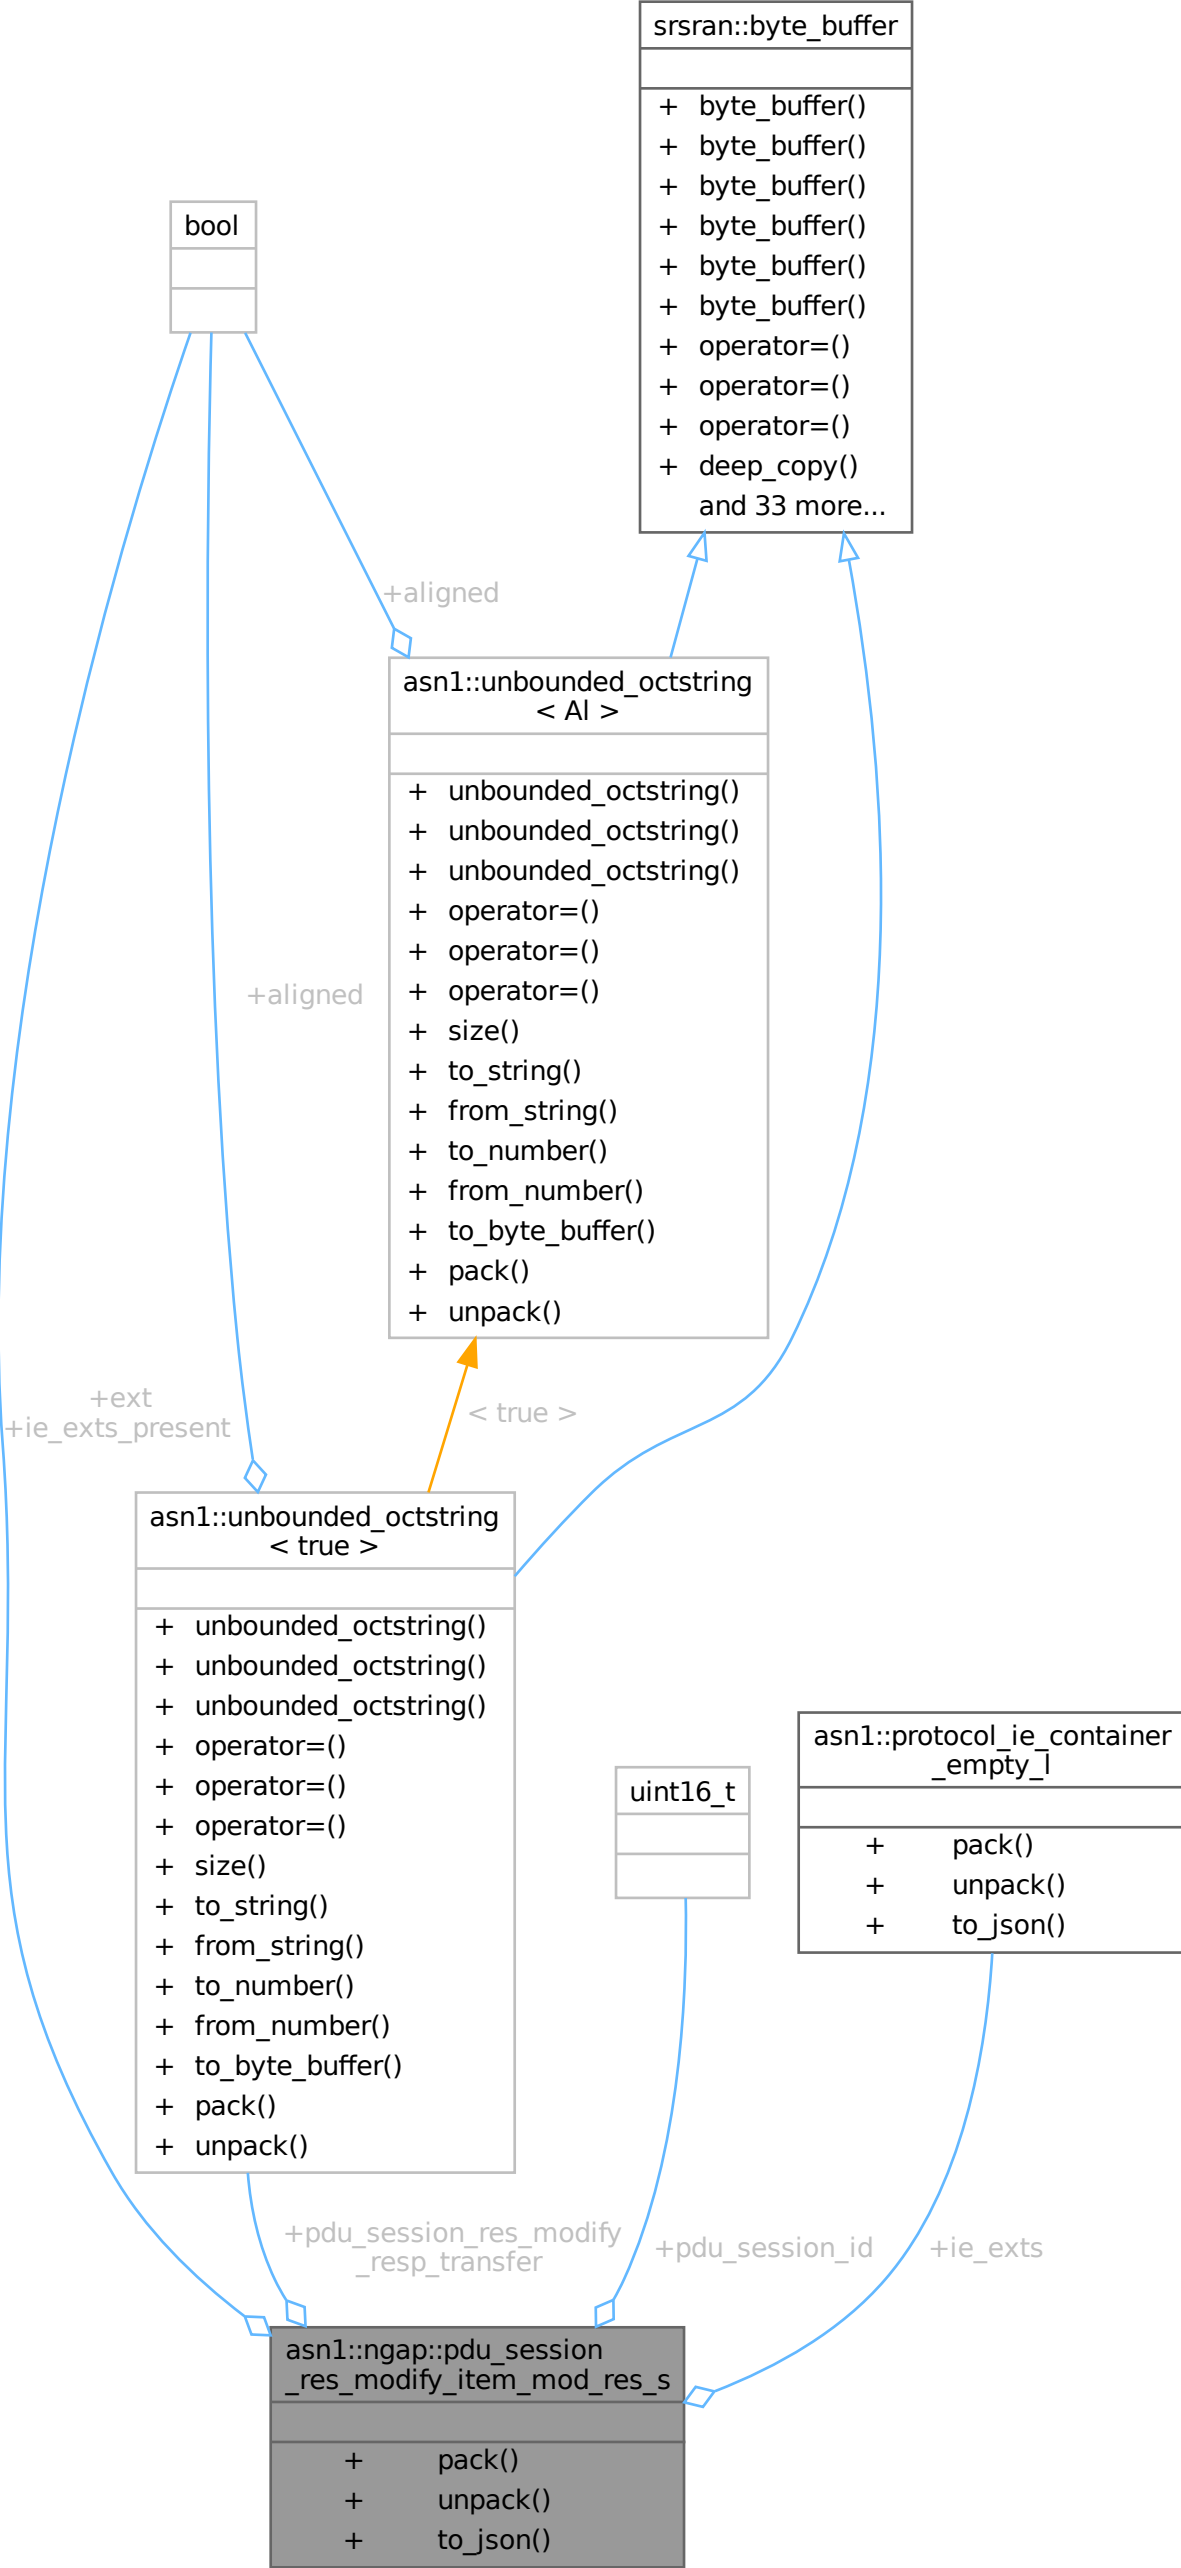 srsran::byte_buffer
+ byte_buffer()
+ byte_buffer()
+ byte_buffer()
+ byte_buffer()
+ byte_buffer()
+ byte_buffer()
+ operator=()
+ operator=()
+ operator=()
+ deep_copy()
and 33 more...
bool
+aligned
asn1::unbounded_octstring
< Al >
+ unbounded_octstring()
+ unbounded_octstring()
+ unbounded_octstring()
+ operator=()
+ operator=()
+ operator=()
+ size()
+ to_string()
+ from_string()
+ to_number()
+ from_number()
+ to_byte_buffer()
+ pack()
+ unpack()
+aligned
+ext
+ie_exts_present
< true >
asn1::unbounded_octstring
< true >
+ unbounded_octstring()
+ unbounded_octstring()
+ unbounded_octstring()
+ operator=()
+ operator=()
+ operator=()
+ size()
+ to_string()
+ from_string()
+ to_number()
+ from_number()
+ to_byte_buffer()
+ pack()
+ unpack()
uint16_t
asn1::protocol_ie_container
_empty_l
+ pack()
+ unpack()
+ to_json()
+pdu_session_res_modify
_resp_transfer
+pdu_session_id
+ie_exts
asn1::ngap::pdu_session
_res_modify_item_mod_res_s
+ pack()
+ unpack()
+ to_json()